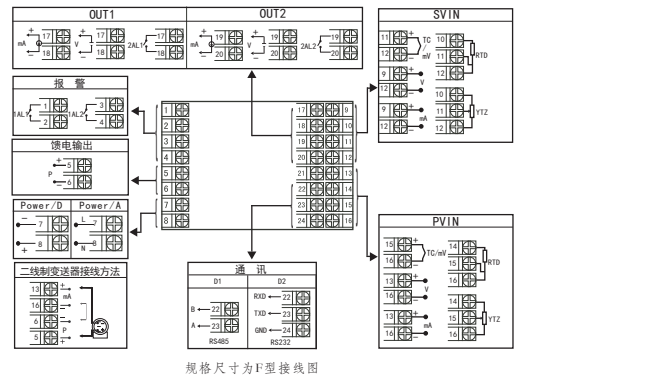 OUT1 OUT2
mA + 17 − 18 V + 17 − 18 2AL1 17 18
mA + 19 − 20 V + 19 − 20 2AL2 19 20
报 警
1AL1 1 2 1AL2 3 4
馈电输出
P + 5 − 6
Power/D Power/A
− 7 + 8 L 7 N 8
二线制变送器接线方法
13 +
mA
16 −
6 −
P
5 +
1 17 9
2 18 10
3 19 11
4 20 12
5 21 13
6 22 14
7 23 15
8 24 16
通 讯
D1 D2
B 22
A 23
RS485
RXD 22
TXD 23
GND 24
RS232
SVIN
11 + 12 − TC/mV
9 + 12 − V
9 + 12 − mA
10 11 12 RTD
10 11 12 YTZ
PVIN
15 + 16 − TC/mV
13 + 16 − V
13 + 16 − mA
14 15 16 RTD
14 15 16 YTZ
规格尺寸为F型接线图